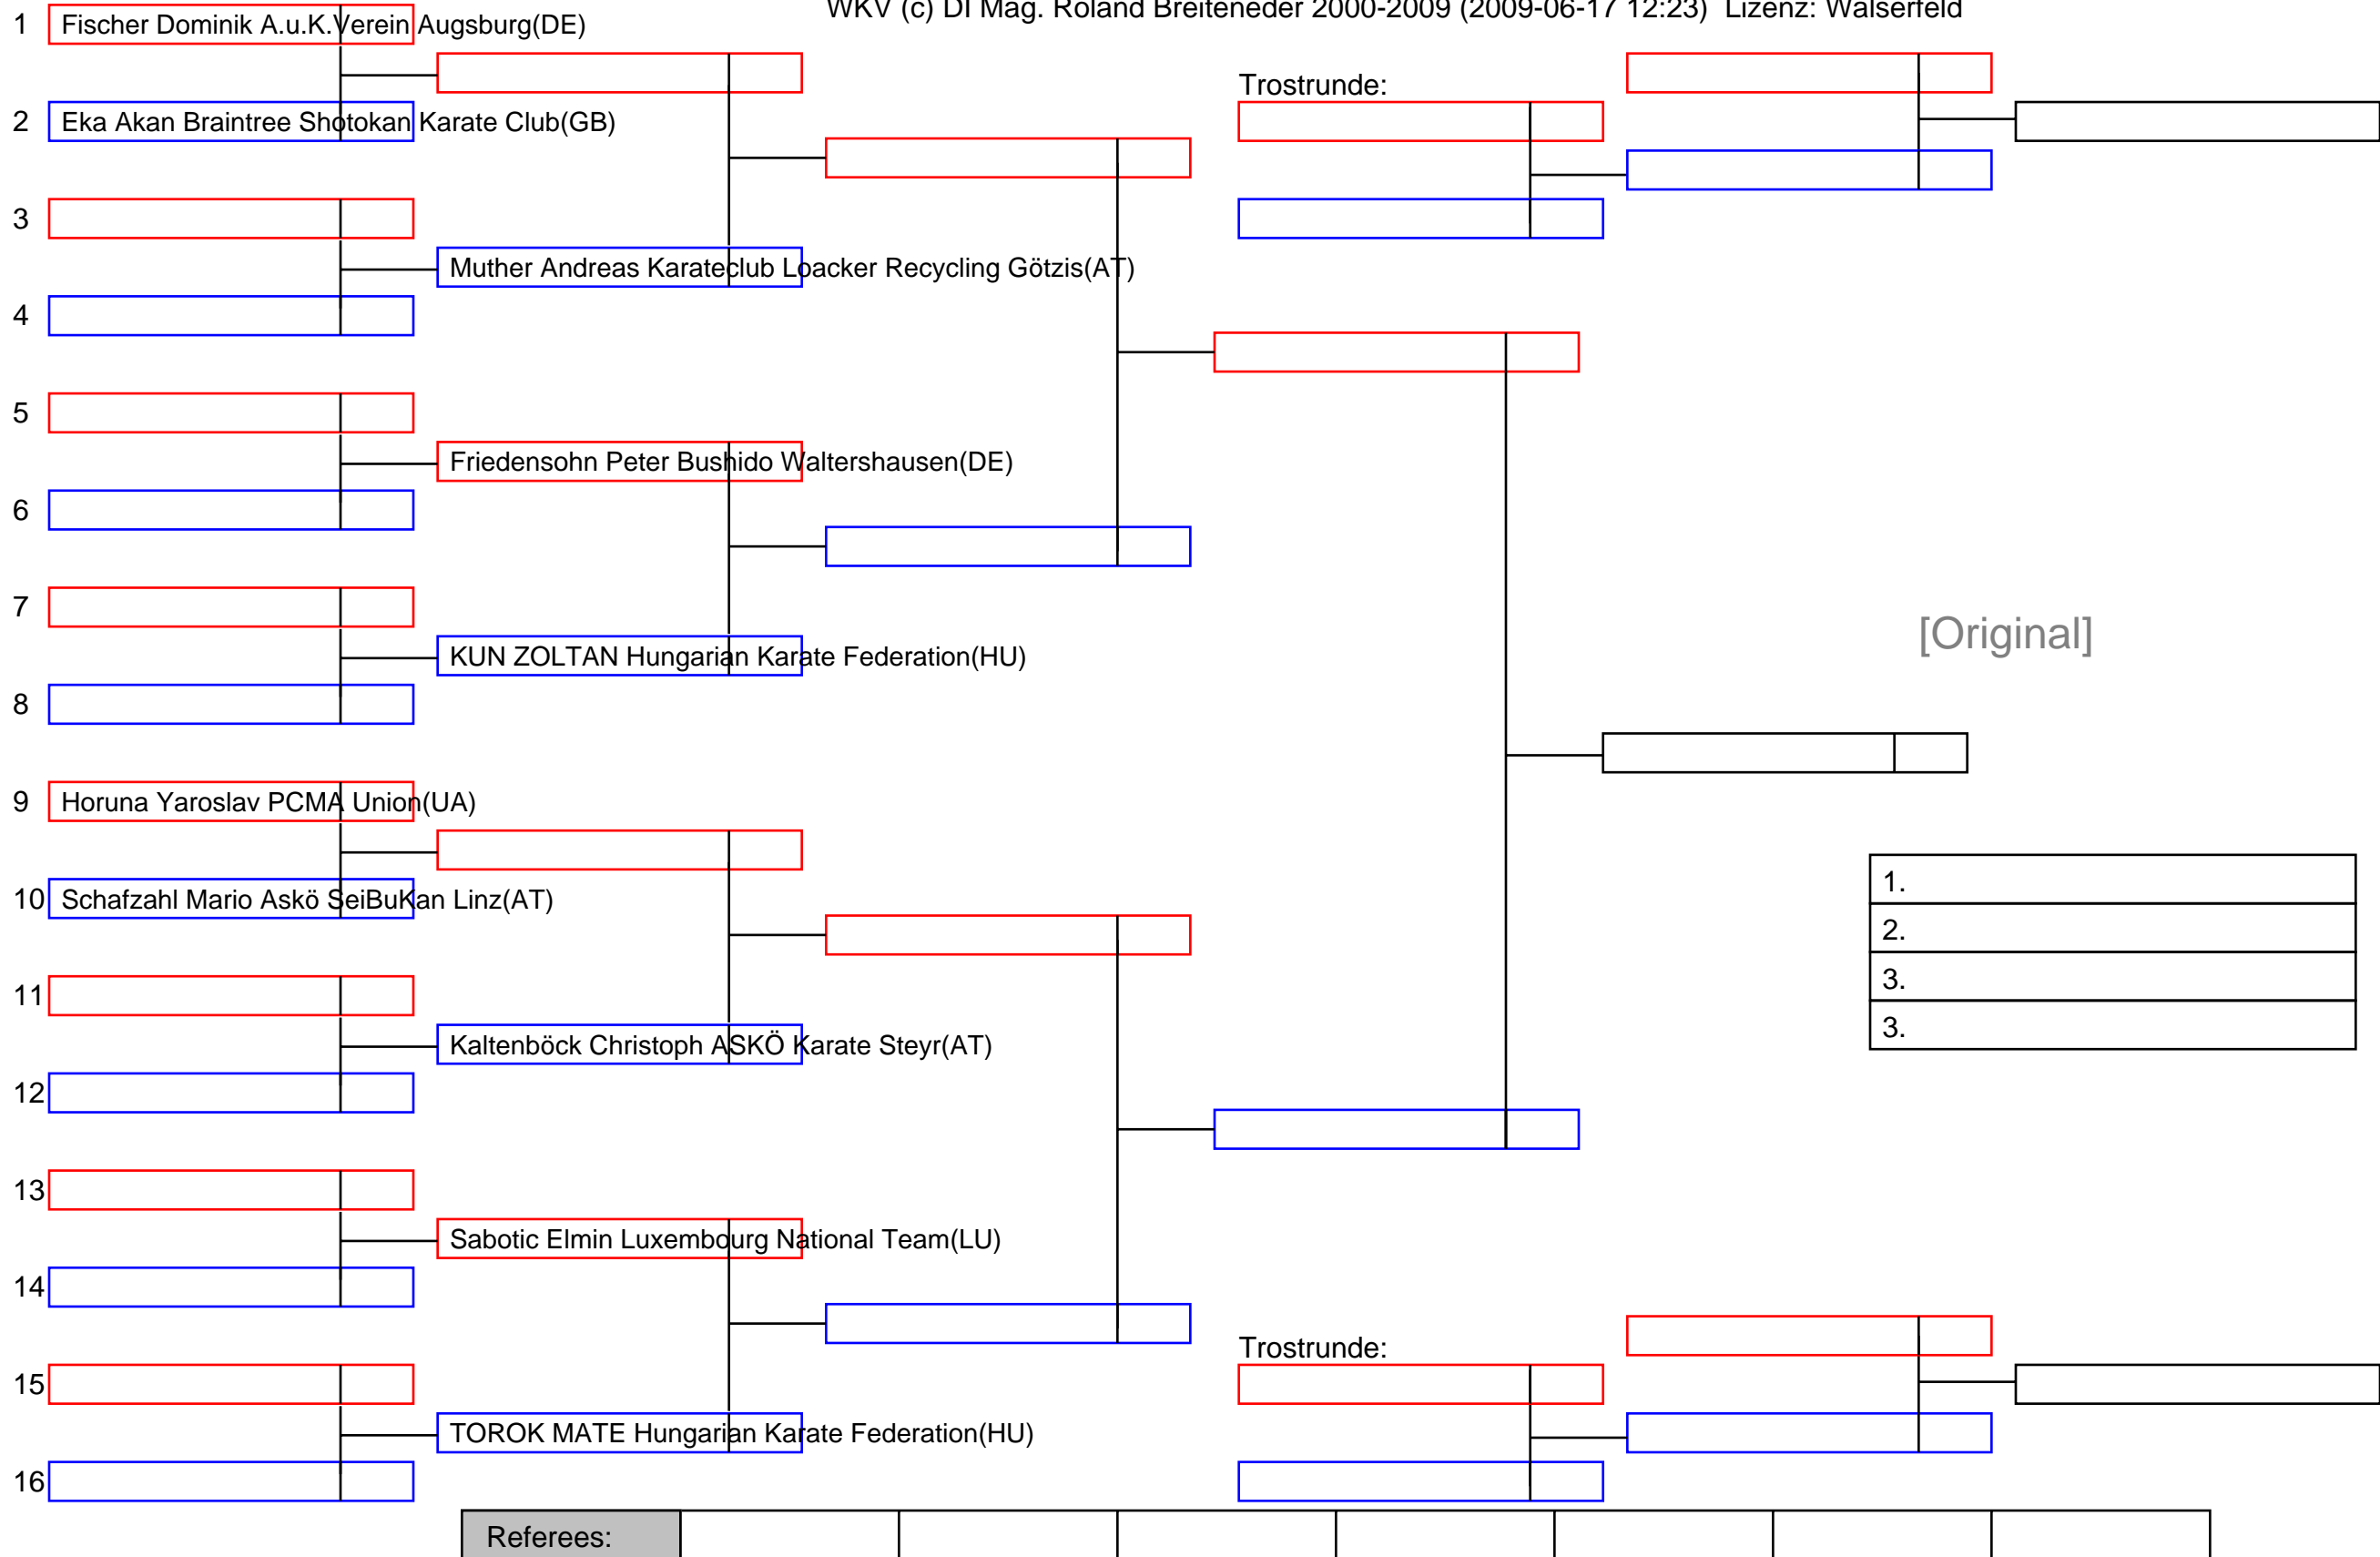 WKV (c) DI Mag. Roland Breiteneder 2000-2009 (2009-06-17 12:23) Lizenz: Walserfeld
1 Fischer Dominik A.u.K.Verein Augsburg(DE)
Trostrunde:
2 Eka Akan Braintree Shotokan Karate Club(GB)
3
Muther Andreas Karateclub Loacker Recycling Götzis(AT)
4
5
Friedensohn Peter Bushido Waltershausen(DE)
6
7
[Original]
KUN ZOLTAN Hungarian Karate Federation(HU)
8
9 Horuna Yaroslav PCMA Union(UA)
1.
10 Schafzahl Mario Askö SeiBuKan Linz(AT)
2.
3.
11
3.
Kaltenböck Christoph ASKÖ Karate Steyr(AT)
12
13
Sabotic Elmin Luxembourg National Team(LU)
14
Trostrunde:
15
TOROK MATE Hungarian Karate Federation(HU)
16
Referees: